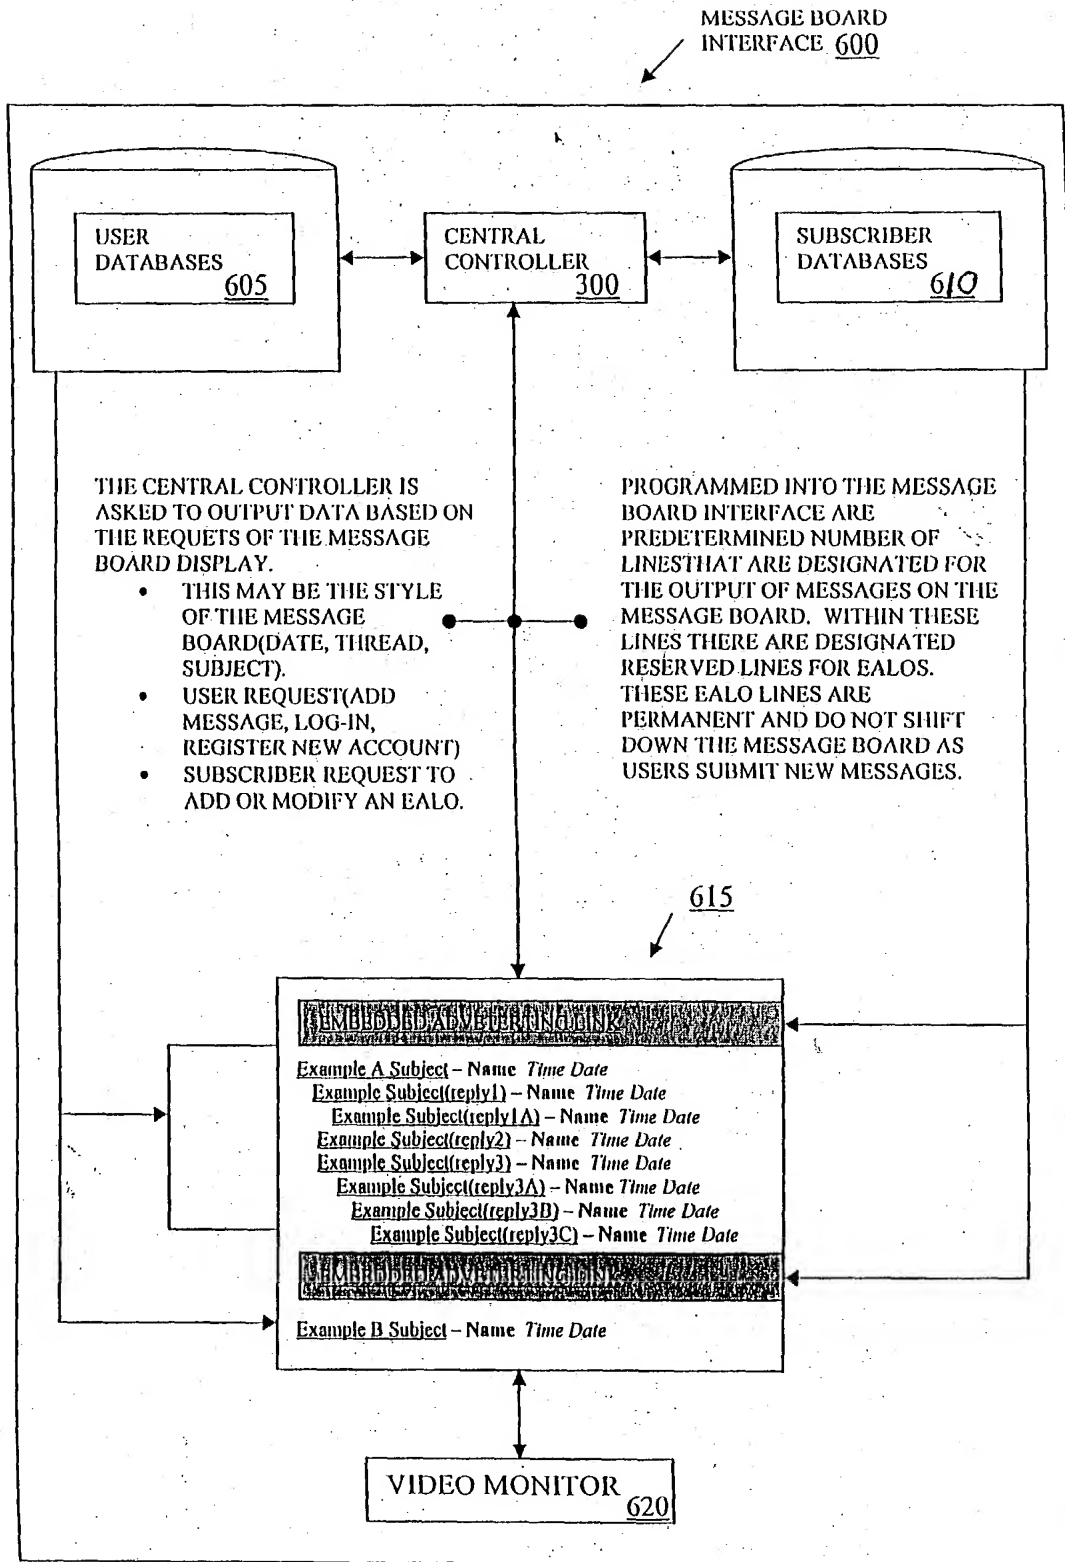 MESSAGE BOARD
INTERFACE 600
USER
DATABASES
605
CENTRAL
CONTROLLER
300
SUBSCRIBER
DATABASES
610
THE CENTRAL CONTROLLER IS
ASKED TO OUTPUT DATA BASED ON
THE REQUETS OF THE MESSAGE
BOARD DISPLAY.
• THIS MAY BE THE STYLE
OF THE MESSAGE
BOARD(DATE, THREAD,
SUBJECT).
• USER REQUEST(ADD
MESSAGE, LOG-IN,
REGISTER NEW ACCOUNT)
• SUBSCRIBER REQUEST TO
ADD OR MODIFY AN EALO.
PROGRAMMED INTO THE MESSAGE
BOARD INTERFACE ARE
PREDETERMINED NUMBER OF
LINESTHAT ARE DESIGNATED FOR
THE OUTPUT OF MESSAGES ON THE
MESSAGE BOARD. WITHIN THESE
LINES THERE ARE DESIGNATED
RESERVED LINES FOR EALOS.
THESE EALO LINES ARE
PERMANENT AND DO NOT SHIFT
DOWN THE MESSAGE BOARD AS
USERS SUBMIT NEW MESSAGES.
615
EMBEDDED ADVETERTING LINK
Example A Subject – Name Time Date
Example Subject(reply1) – Name Time Date
Example Subject(reply1A) – Name Time Date
Example Subject(reply2) – Name Time Date
Example Subject(reply3) – Name Time Date
Example Subject(reply3A) – Name Time Date
Example Subject(reply3B) – Name Time Date
Example Subject(reply3C) – Name Time Date
EMBEDDED ADVETERTING LINK
Example B Subject – Name Time Date
VIDEO MONITOR
620